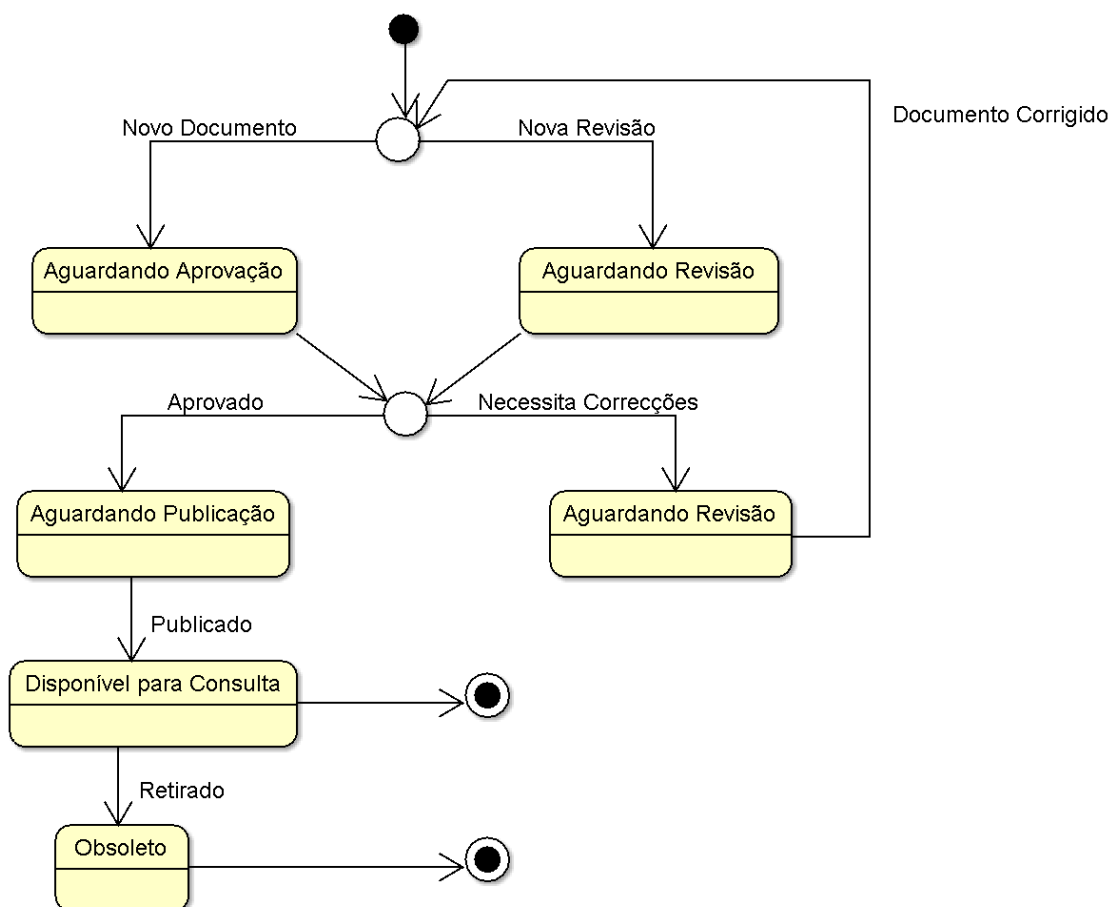 Documento Corrigido
Novo Documento
Nova Revisão
Aguardando Aprovação
Aguardando Revisão
Aprovado
Necessita Correcções
Aguardando Publicação
Aguardando Revisão
Publicado
Disponível para Consulta
Retirado
Obsoleto